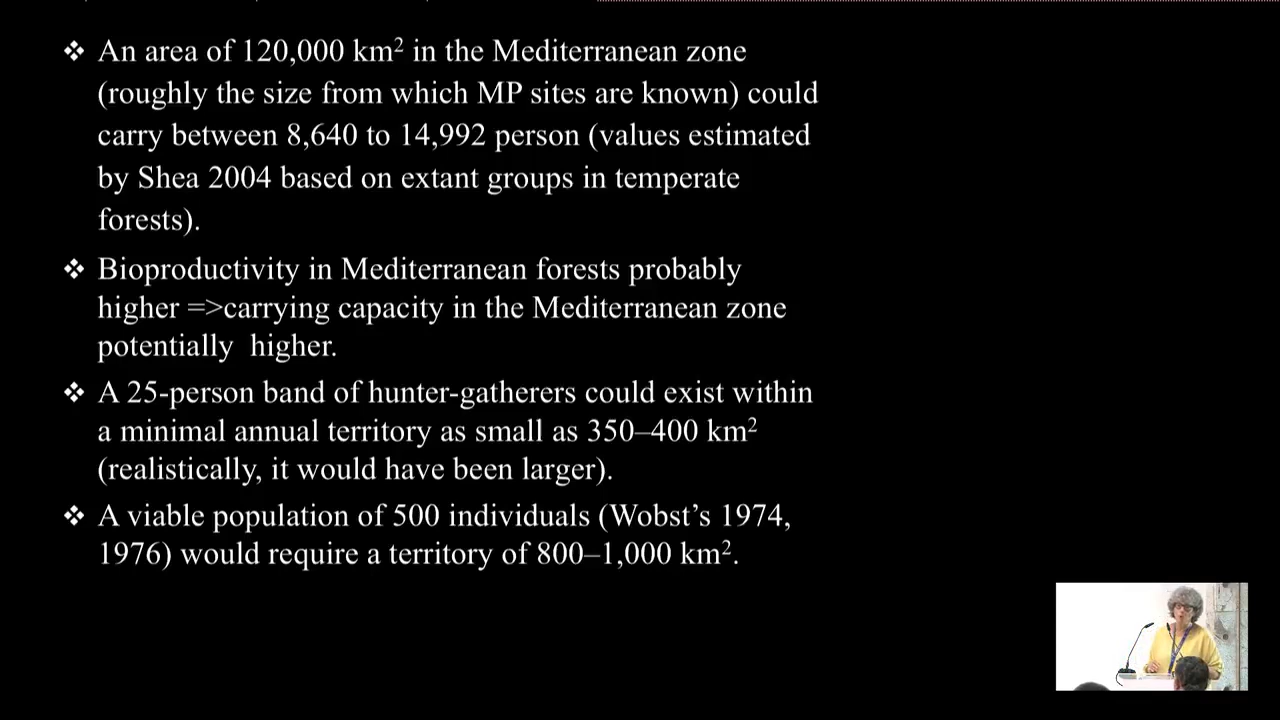 ❖ An area of 120,000 km² in the Mediterranean zone
(roughly the size from which MP sites are known) could
carry between 8,640 to 14,992 person (values estimated
by Shea 2004 based on extant groups in temperate
forests).
❖ Bioproductivity in Mediterranean forests probably
higher =>carrying capacity in the Mediterranean zone
potentially higher.
❖ A 25-person band of hunter-gatherers could exist within
a minimal annual territory as small as 350–400 km²
(realistically, it would have been larger).
❖ A viable population of 500 individuals (Wobst’s 1974,
1976) would require a territory of 800–1,000 km².